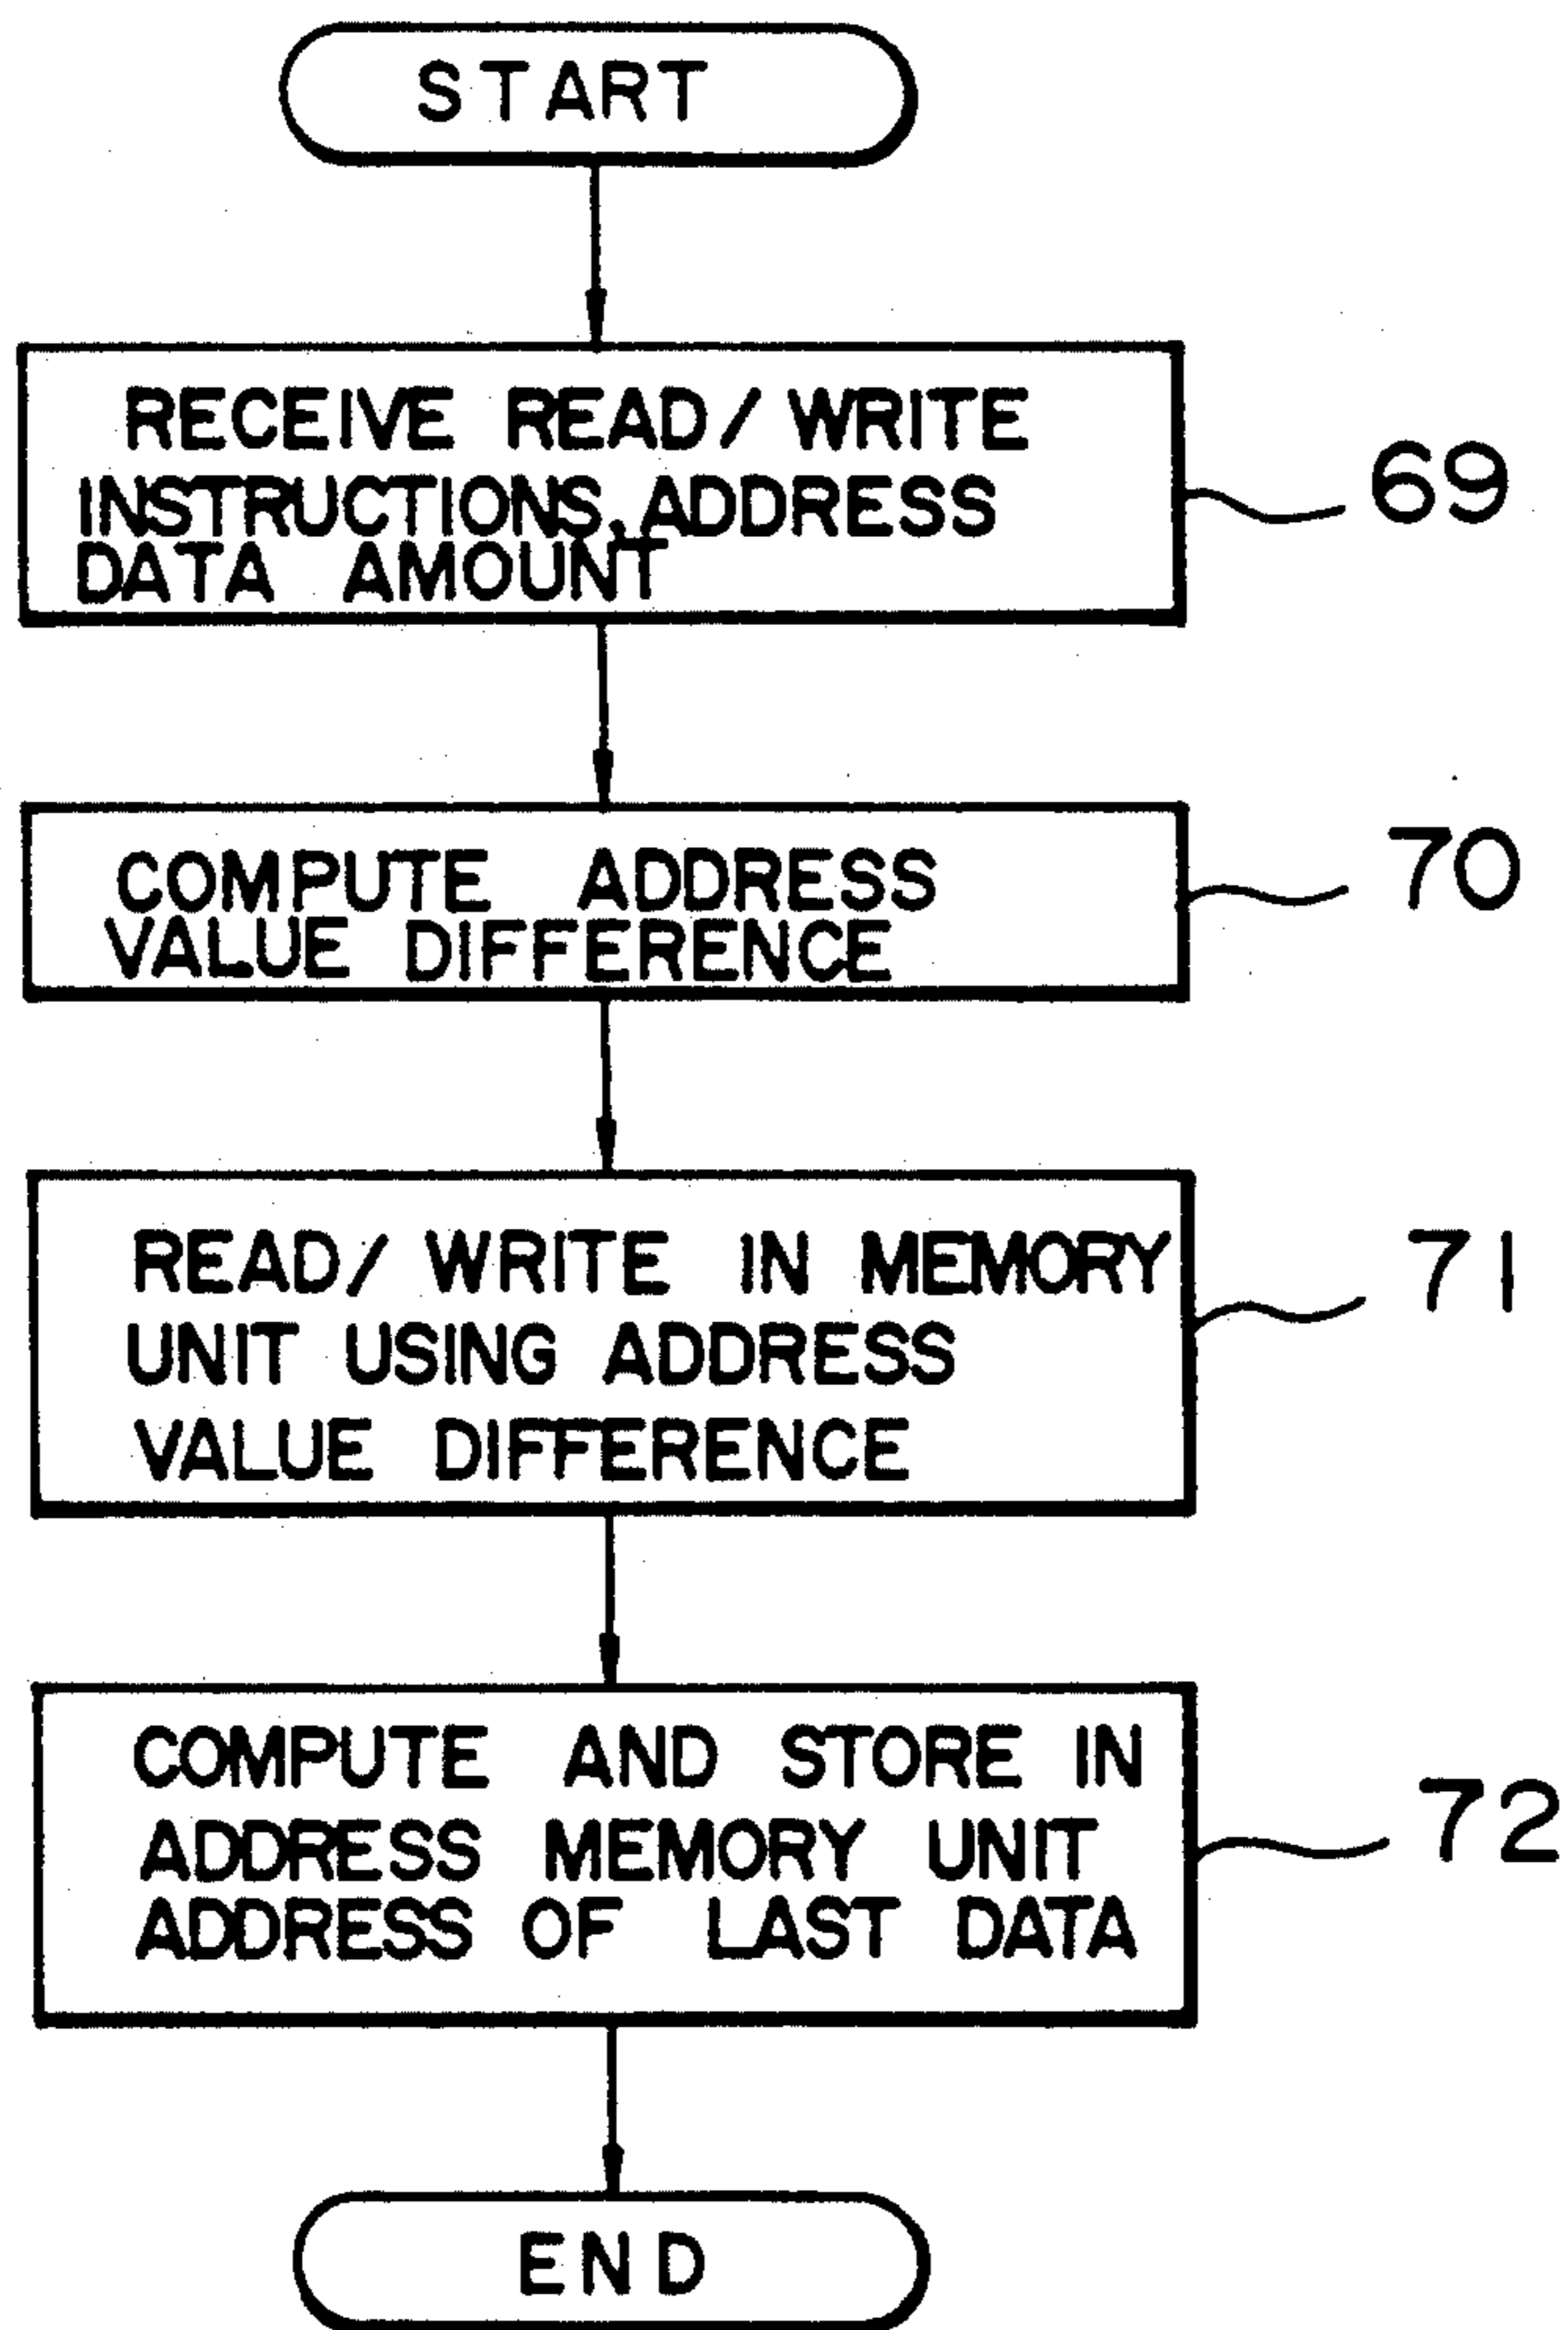 START
RECEIVE READ/WRITE
INSTRUCTIONS, ADDRESS
DATA AMOUNT
69
COMPUTE ADDRESS
VALUE DIFFERENCE
70
READ/WRITE IN MEMORY
UNIT USING ADDRESS
VALUE DIFFERENCE
71
COMPUTE AND STORE IN
ADDRESS MEMORY UNIT
ADDRESS OF LAST DATA
72
END